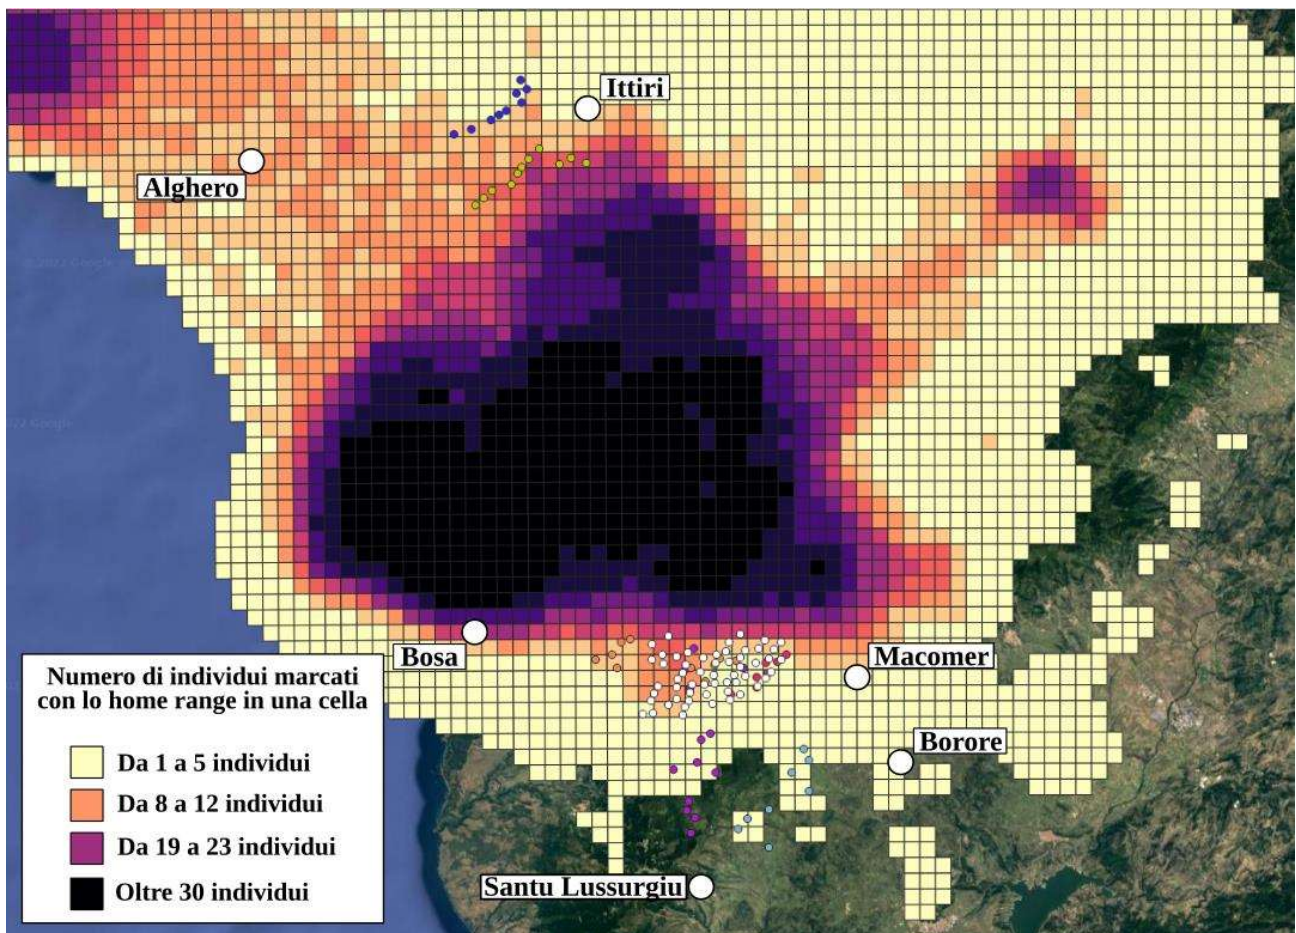 Ittiri
Alghero
Bosa
Macomer
Borore
Santu Lussurgiu
Numero di individui marcati
con lo home range in una cella
Da 1 a 5 individui
Da 8 a 12 individui
Da 19 a 23 individui
Oltre 30 individui